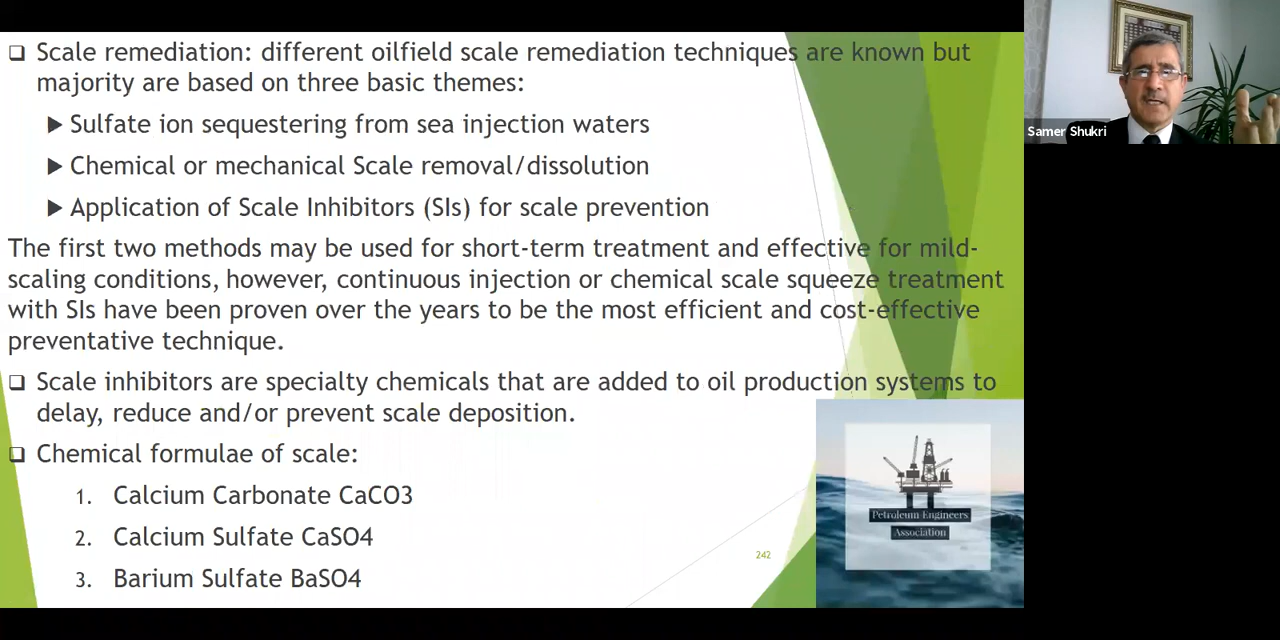 ❑ Scale remediation: different oilfield scale remediation techniques are known but
majority are based on three basic themes:
▶ Sulfate ion sequestering from sea injection waters
▶ Chemical or mechanical Scale removal/dissolution
▶ Application of Scale Inhibitors (SIs) for scale prevention
The first two methods may be used for short-term treatment and effective for mild-
scaling conditions, however, continuous injection or chemical scale squeeze treatment
with SIs have been proven over the years to be the most efficient and cost-effective
preventative technique.
❑ Scale inhibitors are specialty chemicals that are added to oil production systems to
delay, reduce and/or prevent scale deposition.
❑ Chemical formulae of scale:
1. Calcium Carbonate CaCO3
2. Calcium Sulfate CaSO4
3. Barium Sulfate BaSO4
242
Petroleum Engineers
Association
Samer Shukri